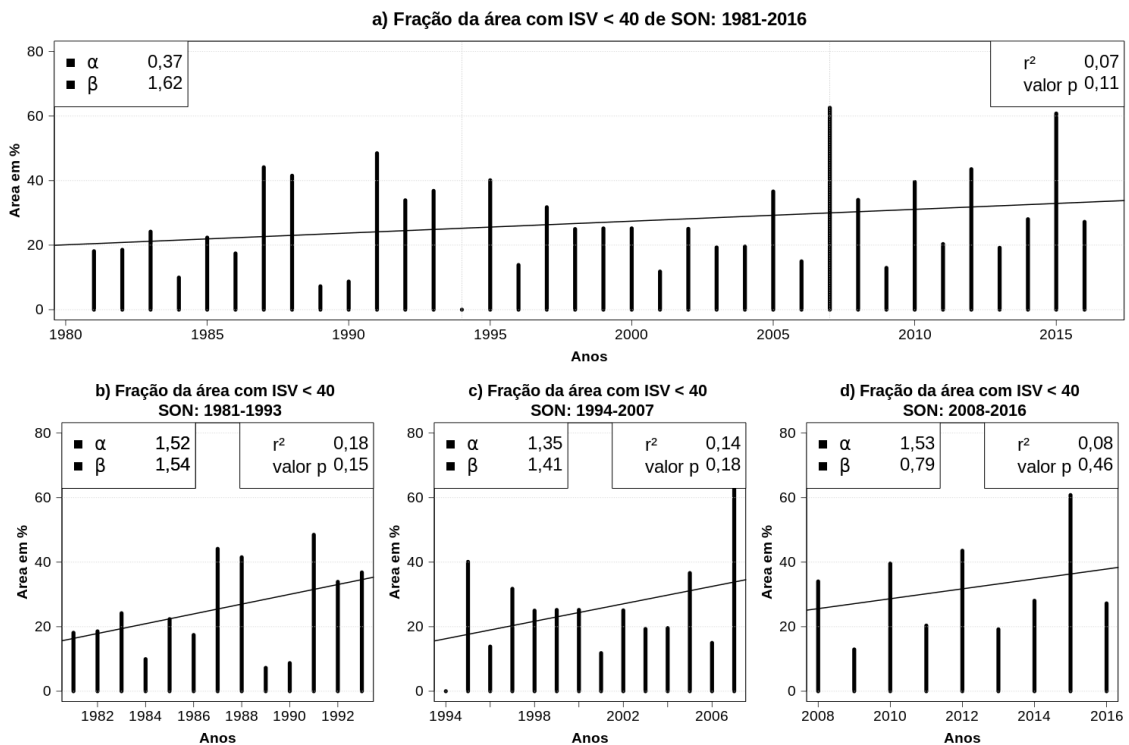 a) Fração da área com ISV < 40 de SON: 1981-2016
α 0,37
β 1,62
r² 0,07
valor p 0,11
Area em %
80
60
40
20
0
1980 1985 1990 1995 2000 2005 2010 2015
Anos
b) Fração da área com ISV < 40
SON: 1981-1993
α 1,52
β 1,54
r² 0,18
valor p 0,15
Area em %
80
60
40
20
0
1982 1984 1986 1988 1990 1992
Anos
c) Fração da área com ISV < 40
SON: 1994-2007
α 1,35
β 1,41
r² 0,14
valor p 0,18
Area em %
80
60
40
20
0
1994 1998 2002 2006
Anos
d) Fração da área com ISV < 40
SON: 2008-2016
α 1,53
β 0,79
r² 0,08
valor p 0,46
Area em %
80
60
40
20
0
2008 2010 2012 2014 2016
Anos